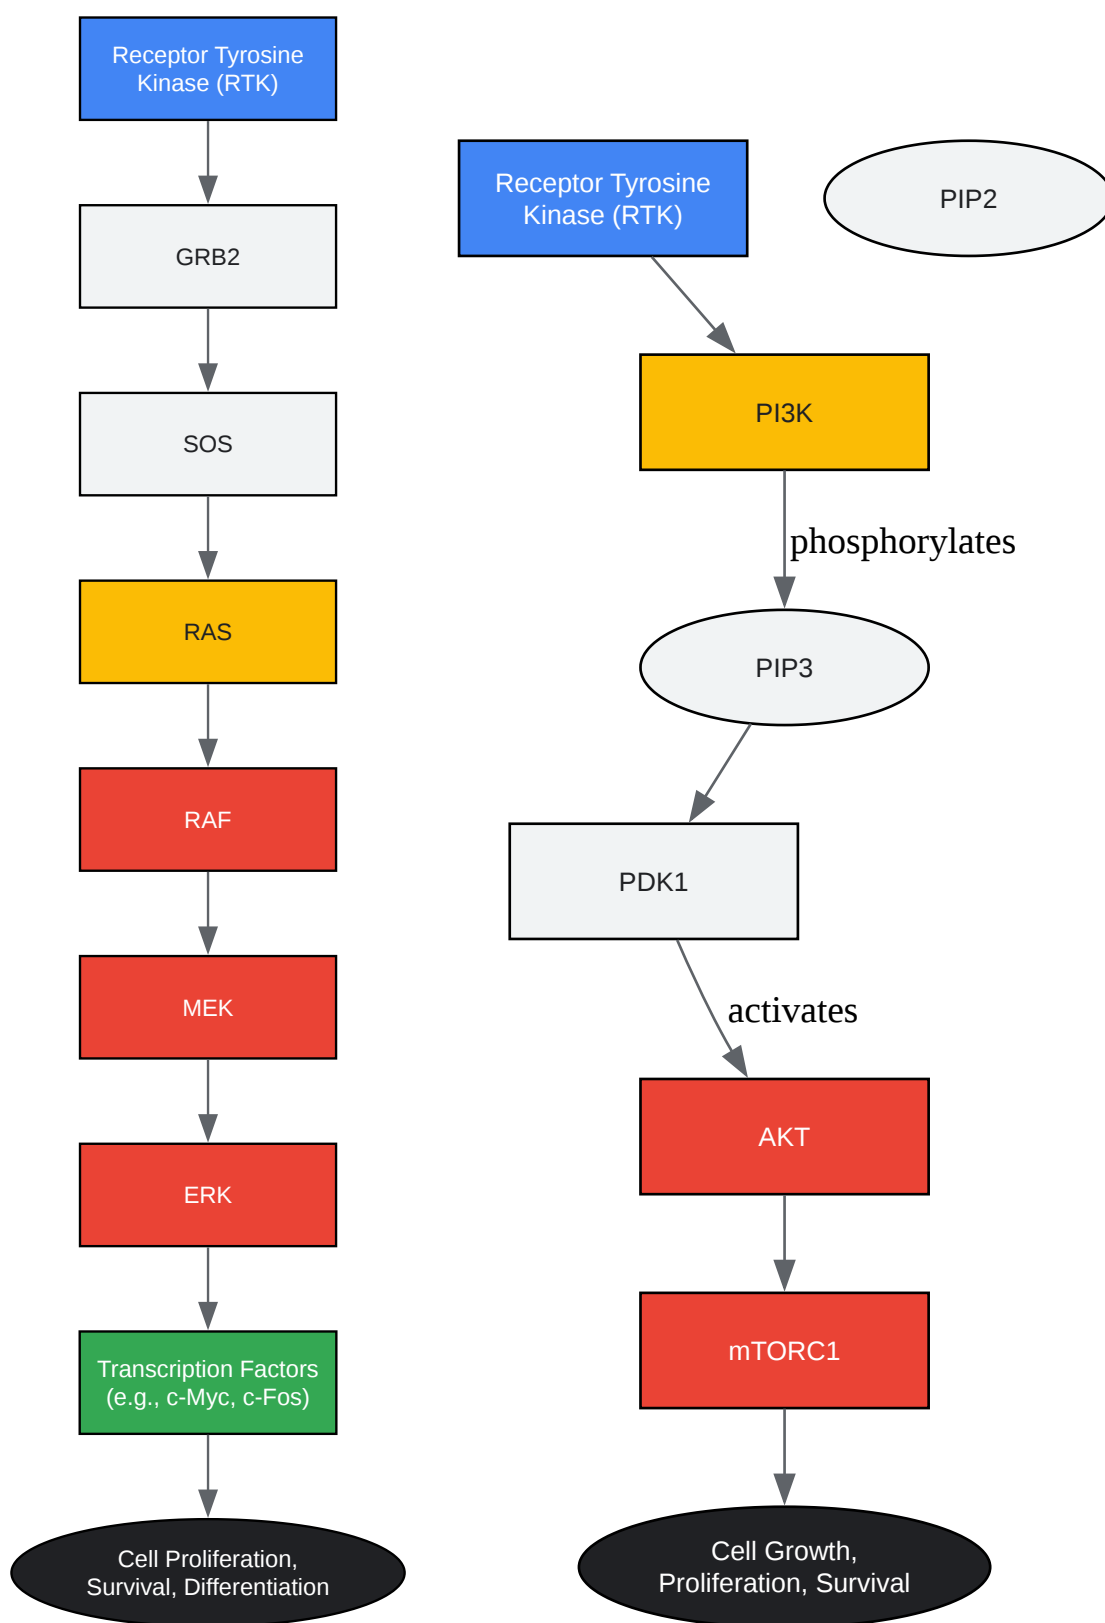 Receptor Tyrosine
Kinase (RTK)
GRB2
SOS
RAS
RAF
MEK
ERK
Transcription Factors
(e.g., c-Myc, c-Fos)
Cell Proliferation,
Survival, Differentiation
Receptor Tyrosine
Kinase (RTK)
PIP2
PI3K
phosphorylates
PIP3
PDK1
activates
AKT
mTORC1
Cell Growth,
Proliferation, Survival